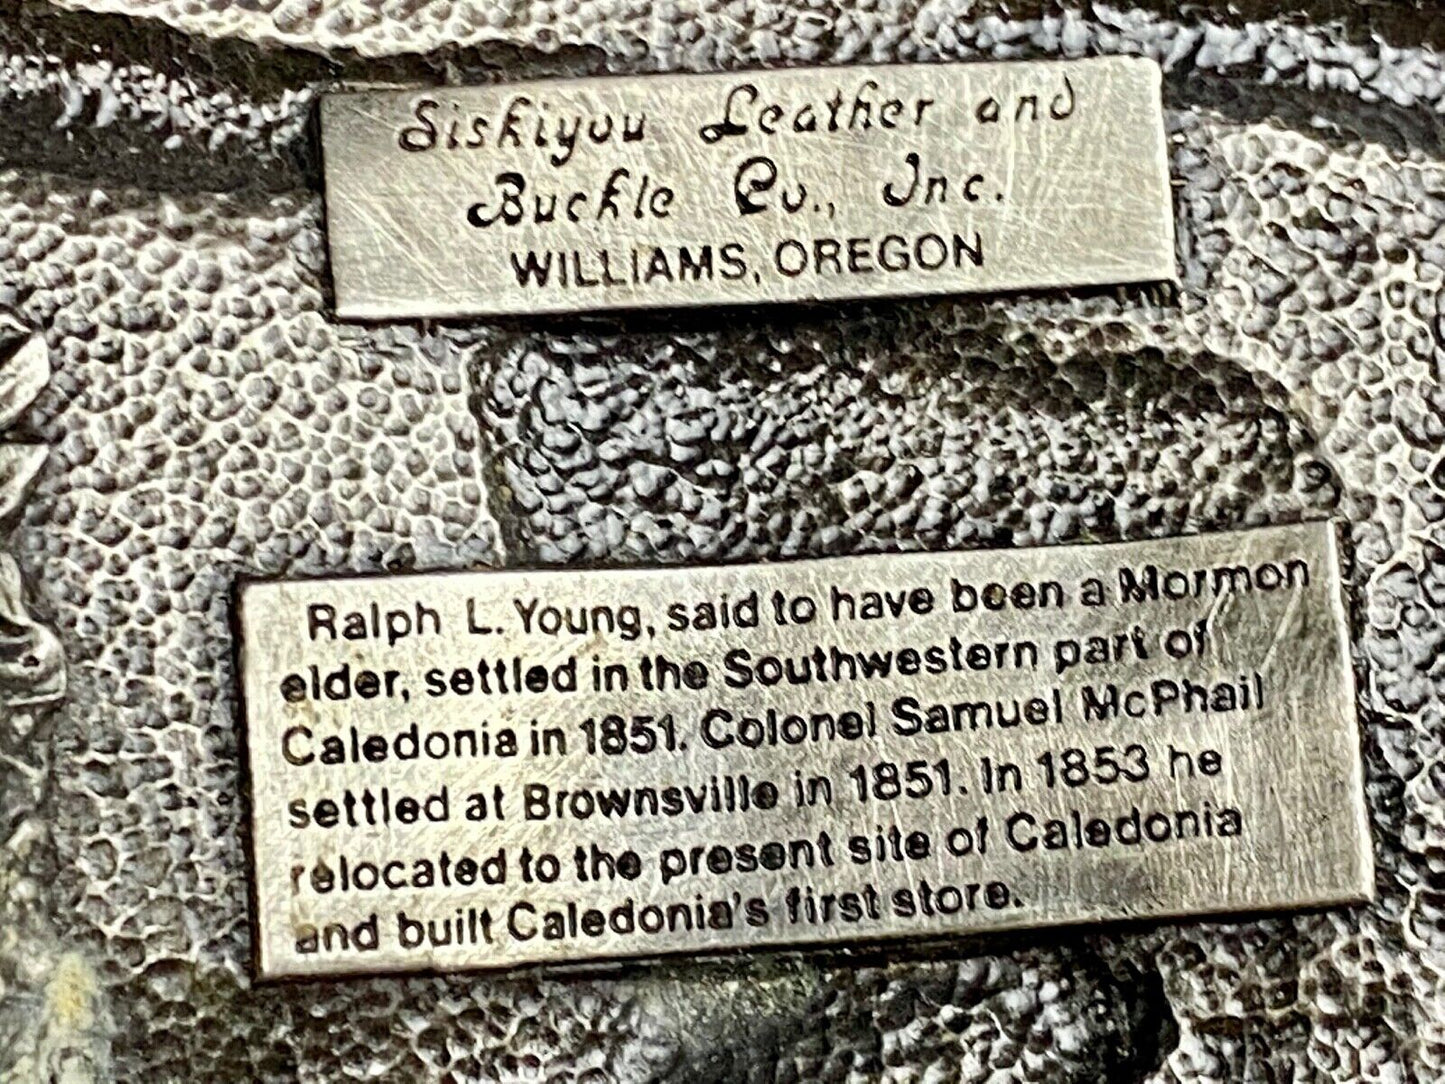 Siskiyou Leather and
Buckle Co., Inc.
WILLIAMS, OREGON
Ralph L. Young, said to have been a Mormon
elder, settled in the Southwestern part of
Caledonia in 1851. Colonel Samuel McPhail
settled at Brownsville in 1851. In 1853 he
relocated to the present site of Caledonia
and built Caledonia's first store.